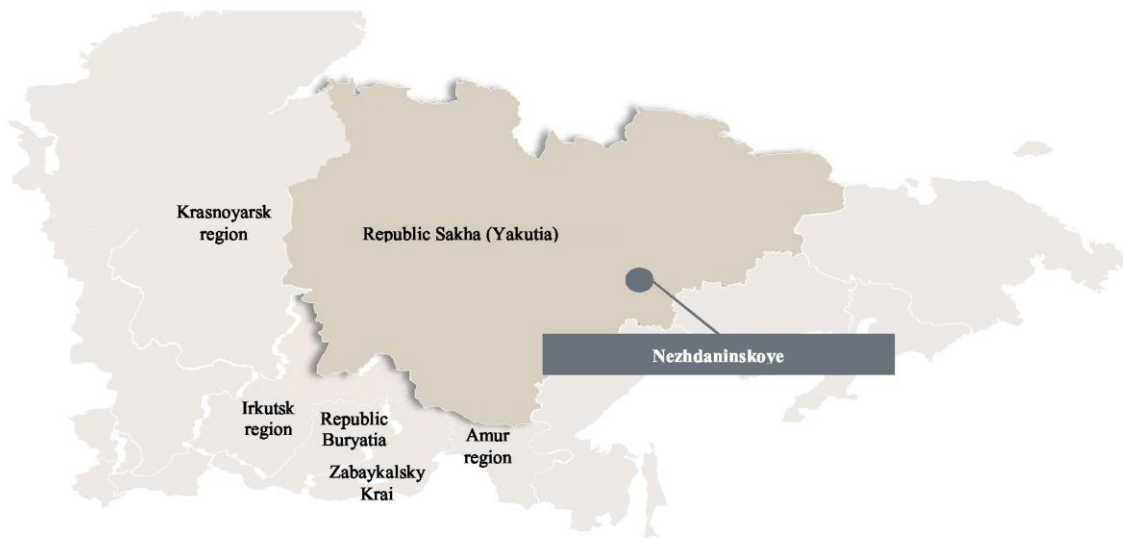 Krasnoyarsk
region
Republic Sakha (Yakutia)
Nezhdaninskoye
Irkutsk
region
Republic
Buryatia
Amur
region
Zabaykalsky
Krai